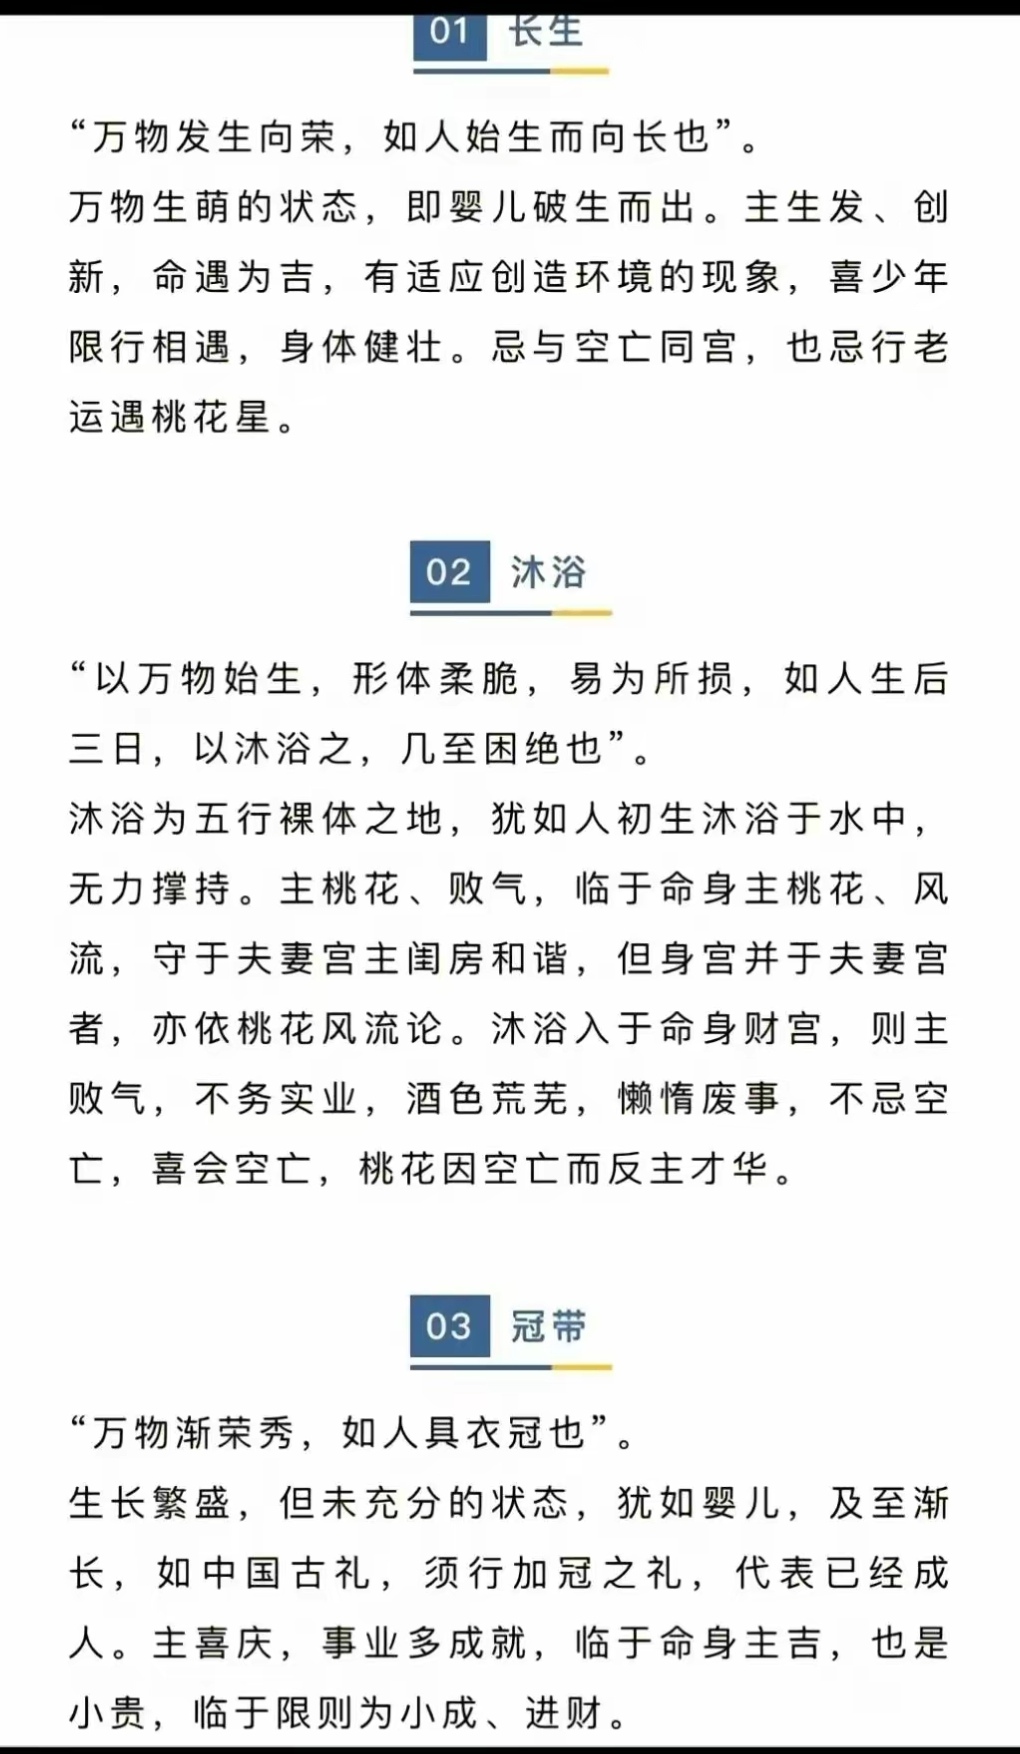 01 长生
“万物发生向荣，如人始生而向长也”。
万物生萌的状态，即婴儿破生而出。主生发、创
新，命遇为吉，有适应创造环境的现象，喜少年
限行相遇，身体健壮。忌与空亡同宫，也忌行老
运遇桃花星。
02 沐浴
“以万物始生，形体柔脆，易为所损，如人生后
三日，以沐浴之，几至困绝也”。
沐浴为五行裸体之地，犹如人初生沐浴于水中，
无力撑持。主桃花、败气，临于命身主桃花、风
流，守于夫妻宫主闺房和谐，但身宫并于夫妻宫
者，亦依桃花风流论。沐浴入于命身财宫，则主
败气，不务实业，酒色荒芜，懒惰废事，不忌空
亡，喜会空亡，桃花因空亡而反主才华。
03 冠带
“万物渐荣秀，如人具衣冠也”。
生长繁盛，但未充分的状态，犹如婴儿，及至渐
长，如中国古礼，须行加冠之礼，代表已经成
人。主喜庆，事业多成就，临于命身主吉，也是
小贵，临于限则为小成、进财。